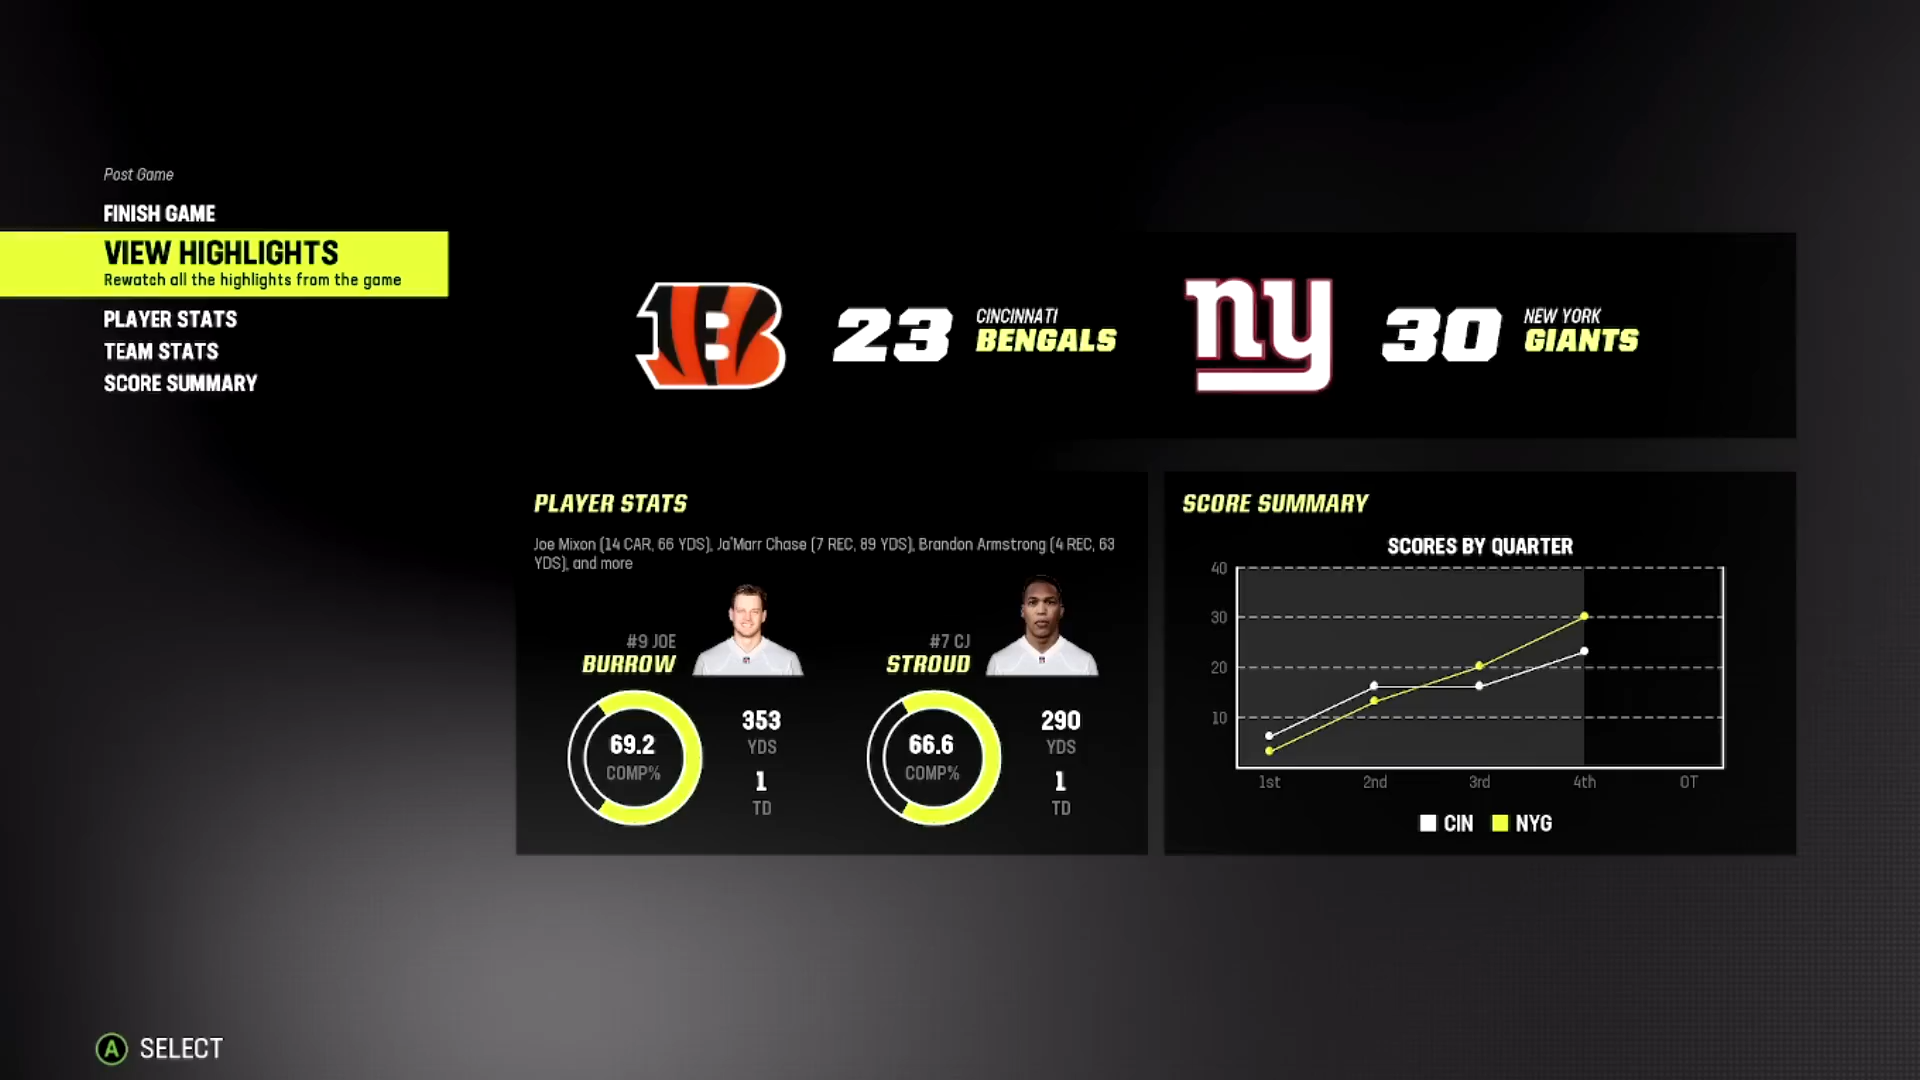 Post Game
FINISH GAME
VIEW HIGHLIGHTS
Rewatch all the highlights from the game
PLAYER STATS
TEAM STATS
SCORE SUMMARY
B
23
CINCINNATI
BENGALS
ny
30
NEW YORK
GIANTS
PLAYER STATS
Joe Mixon (14 CAR, 66 YDS), Ja'Marr Chase (7 REC, 89 YDS), Brandon Armstrong (4 REC, 63
YDS), and more
#9 JOE
BURROW
69.2
COMP%
353
YDS
1
TD
#7 CJ
STROUD
66.6
COMP%
290
YDS
1
TD
SCORE SUMMARY
SCORES BY QUARTER
40
30
20
10
1st 2nd 3rd 4th OT
CIN NYG
A SELECT